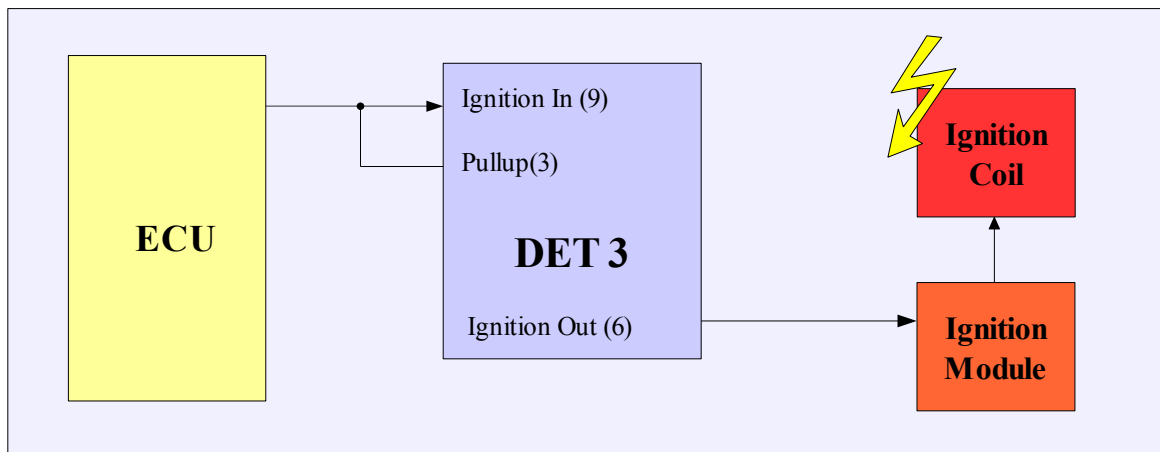 ECU
Ignition In (9)
Pullup(3)
DET 3
Ignition Out (6)
Ignition
Coil
Ignition
Module